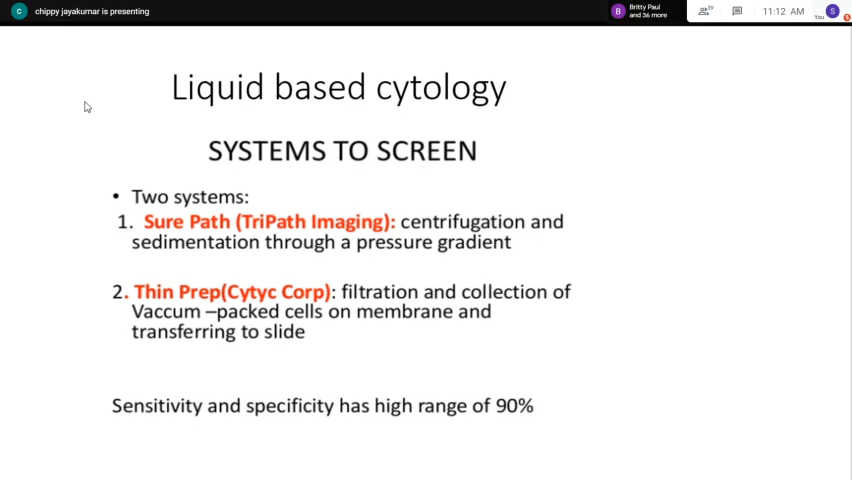 C chippy jayakumar is presenting
B Britty Paul
and 36 more
39
11:12 AM
You S
Liquid based cytology
SYSTEMS TO SCREEN
• Two systems:
1. Sure Path (TriPath Imaging): centrifugation and
sedimentation through a pressure gradient
2. Thin Prep(Cytyc Corp): filtration and collection of
Vaccum –packed cells on membrane and
transferring to slide
Sensitivity and specificity has high range of 90%